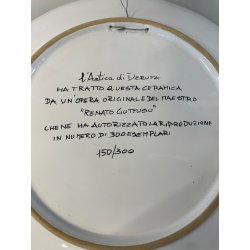 L'Antica di Deruta
HA TRATTO QUESTA CERAMICA
DA UN'OPERA ORIGINALE DEL MAESTRO
"RENATO GUTTUSO"
CHE NE HA AUTORIZZATO LA RIPRODUZIONE
IN NUMERO DI 300 ESEMPLARI
150/300